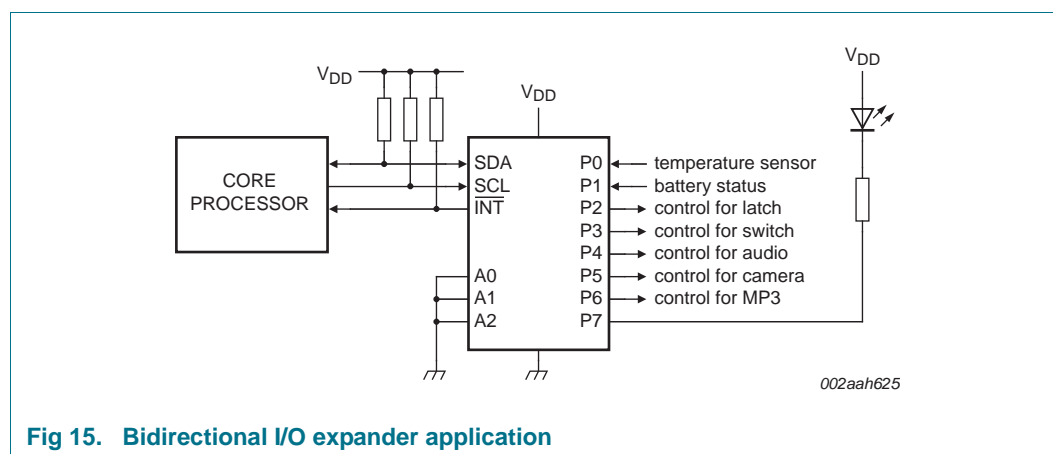 VDD
VDD
VDD
CORE
PROCESSOR
SDA
SCL
INT
A0
A1
A2
P0
P1
P2
P3
P4
P5
P6
P7
temperature sensor
battery status
control for latch
control for switch
control for audio
control for camera
control for MP3
002aah625
Fig 15. Bidirectional I/O expander application